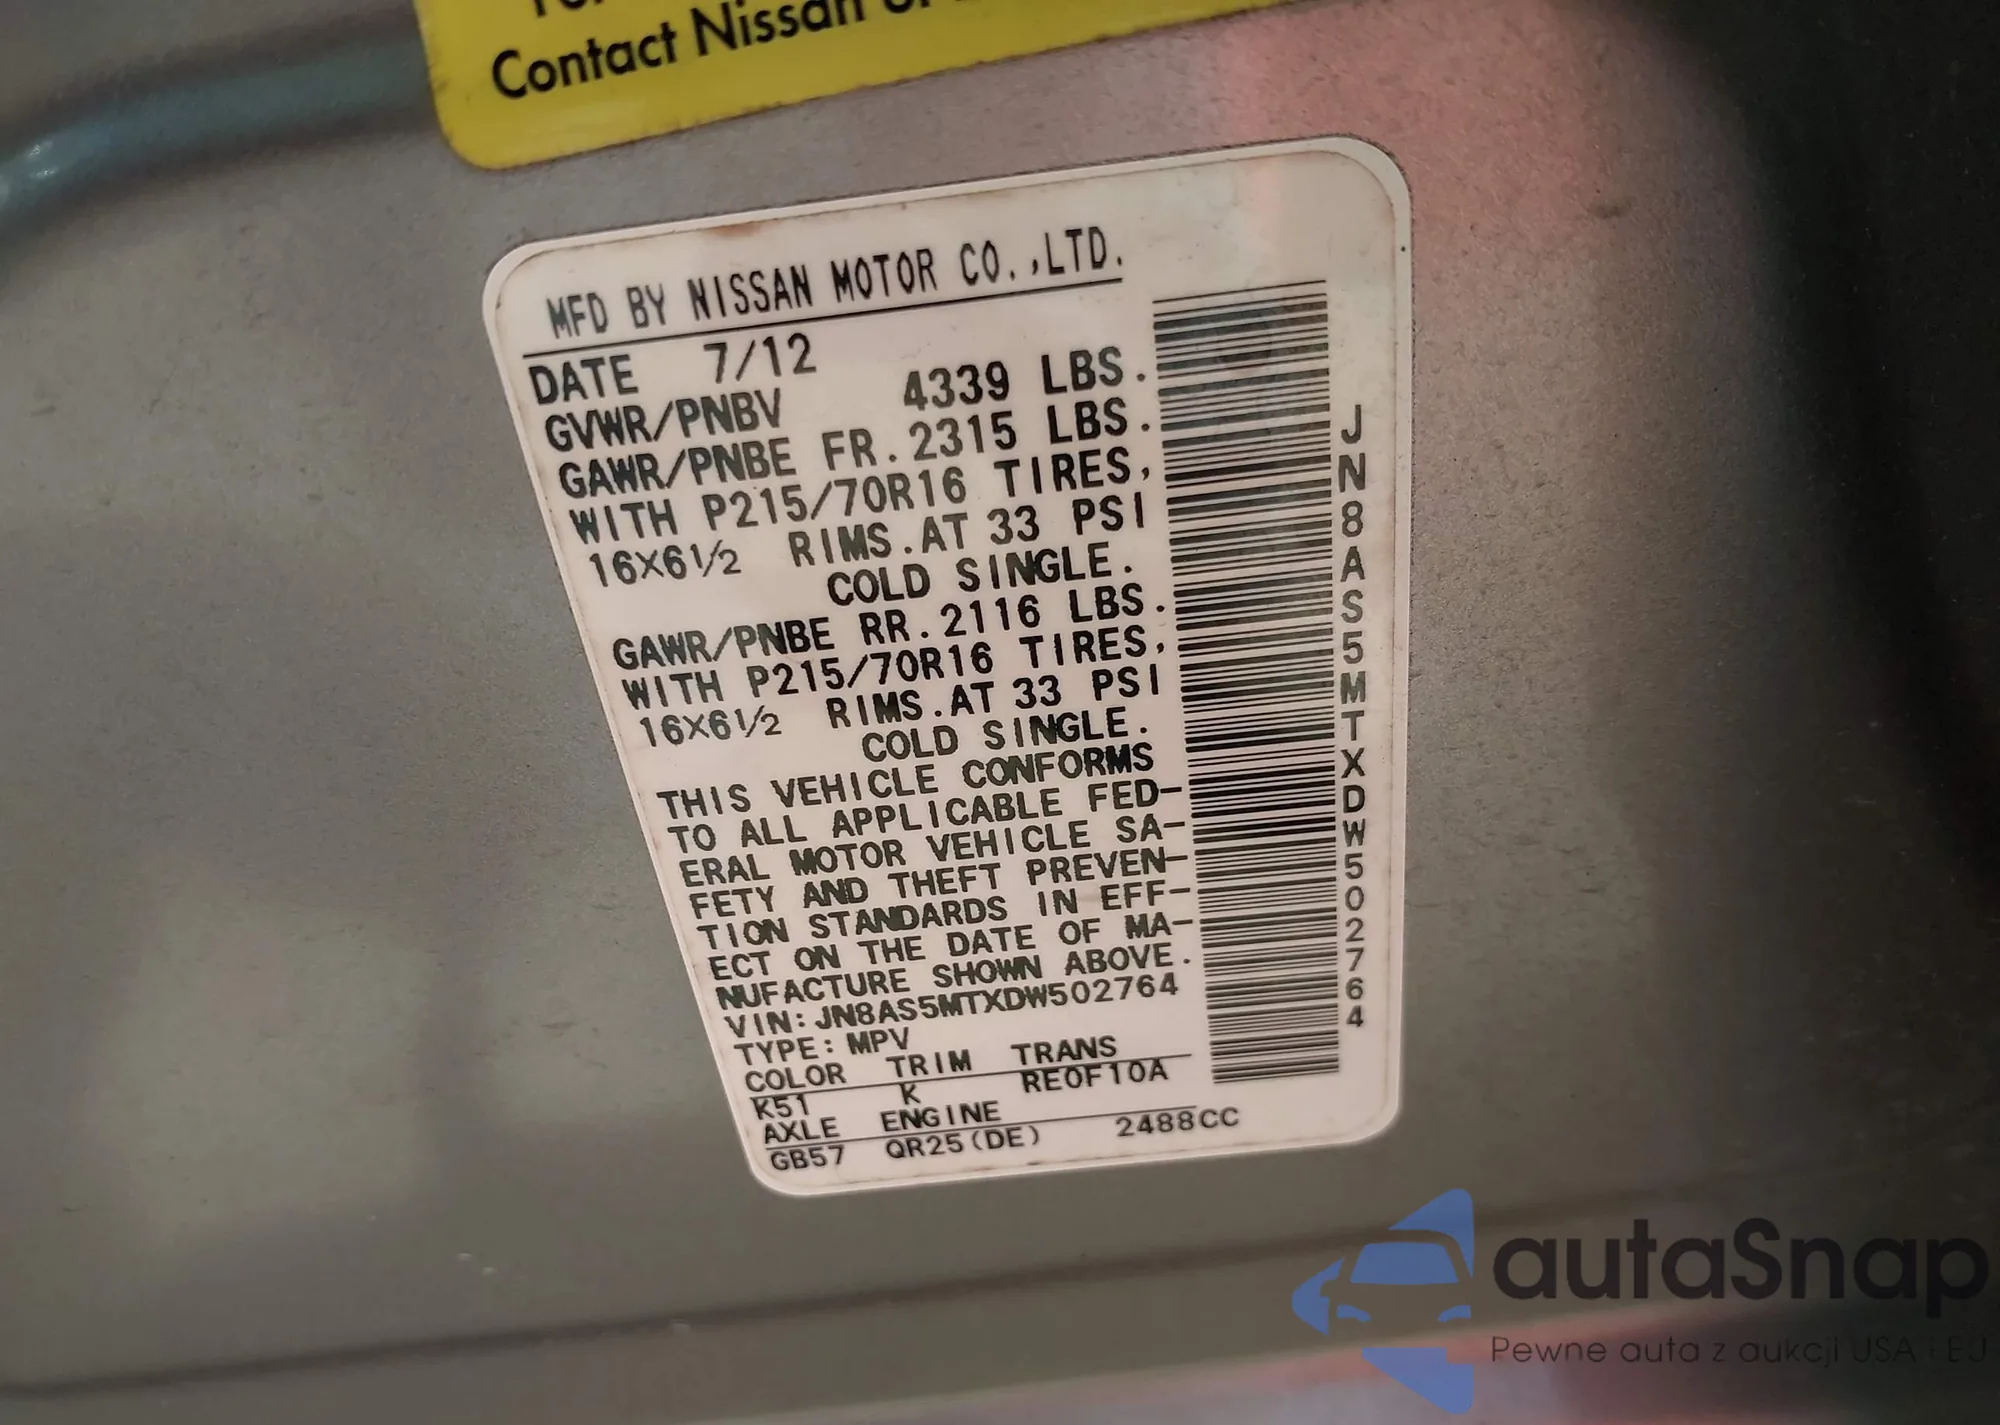 Contact Nissan
MFD BY NISSAN MOTOR CO.,LTD.
DATE 7/12
GVWR/PNBV 4339 LBS.
GAWR/PNBE FR.2315 LBS.
WITH P215/70R16 TIRES,
16X6½ RIMS.AT 33 PSI
COLD SINGLE.
GAWR/PNBE RR.2116 LBS.
WITH P215/70R16 TIRES,
16X6½ RIMS.AT 33 PSI
COLD SINGLE.
THIS VEHICLE CONFORMS
TO ALL APPLICABLE FED-
ERAL MOTOR VEHICLE SA-
FETY AND THEFT PREVEN-
TION STANDARDS IN EFF-
ECT ON THE DATE OF MA-
NUFACTURE SHOWN ABOVE.
VIN:JN8AS5MTXDW502764
TYPE:MPV
COLOR TRIM TRANS
K51 K RE0F10A
AXLE ENGINE
GB57 QR25(DE) 2488CC
JN8AS5MTXDW502764
autaSnap
Pewne auta z aukcji USA i EU